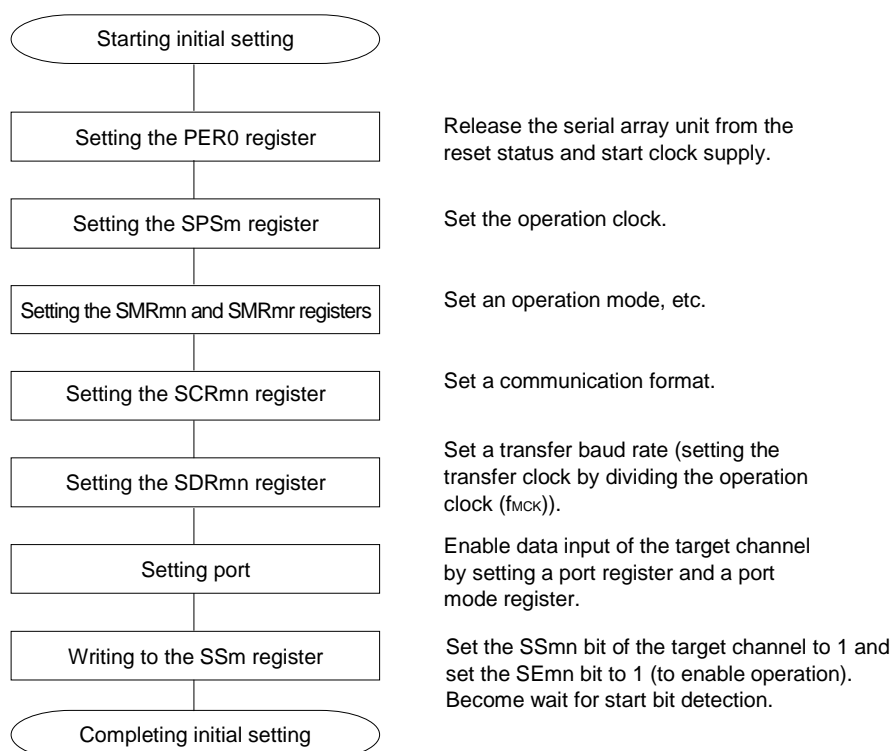 Starting initial setting
Setting the PER0 register
Release the serial array unit from the
reset status and start clock supply.
Setting the SPSm register
Set the operation clock.
Setting the SMRmn and SMRmr registers
Set an operation mode, etc.
Setting the SCRmn register
Set a communication format.
Setting the SDRmn register
Set a transfer baud rate (setting the
transfer clock by dividing the operation
clock (fMCK)).
Setting port
Enable data input of the target channel
by setting a port register and a port
mode register.
Writing to the SSm register
Set the SSmn bit of the target channel to 1 and
set the SEmn bit to 1 (to enable operation).
Become wait for start bit detection.
Completing initial setting